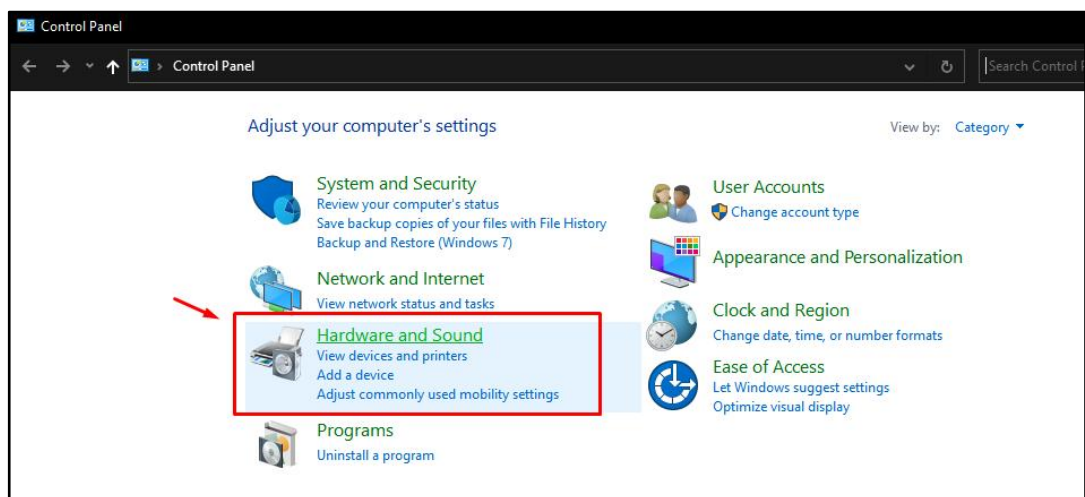 Control Panel
Control Panel
Search Control
Adjust your computer's settings
View by: Category
System and Security
Review your computer's status
Save backup copies of your files with File History
Backup and Restore (Windows 7)
Network and Internet
View network status and tasks
Hardware and Sound
View devices and printers
Add a device
Adjust commonly used mobility settings
Programs
Uninstall a program
User Accounts
Change account type
Appearance and Personalization
Clock and Region
Change date, time, or number formats
Ease of Access
Let Windows suggest settings
Optimize visual display